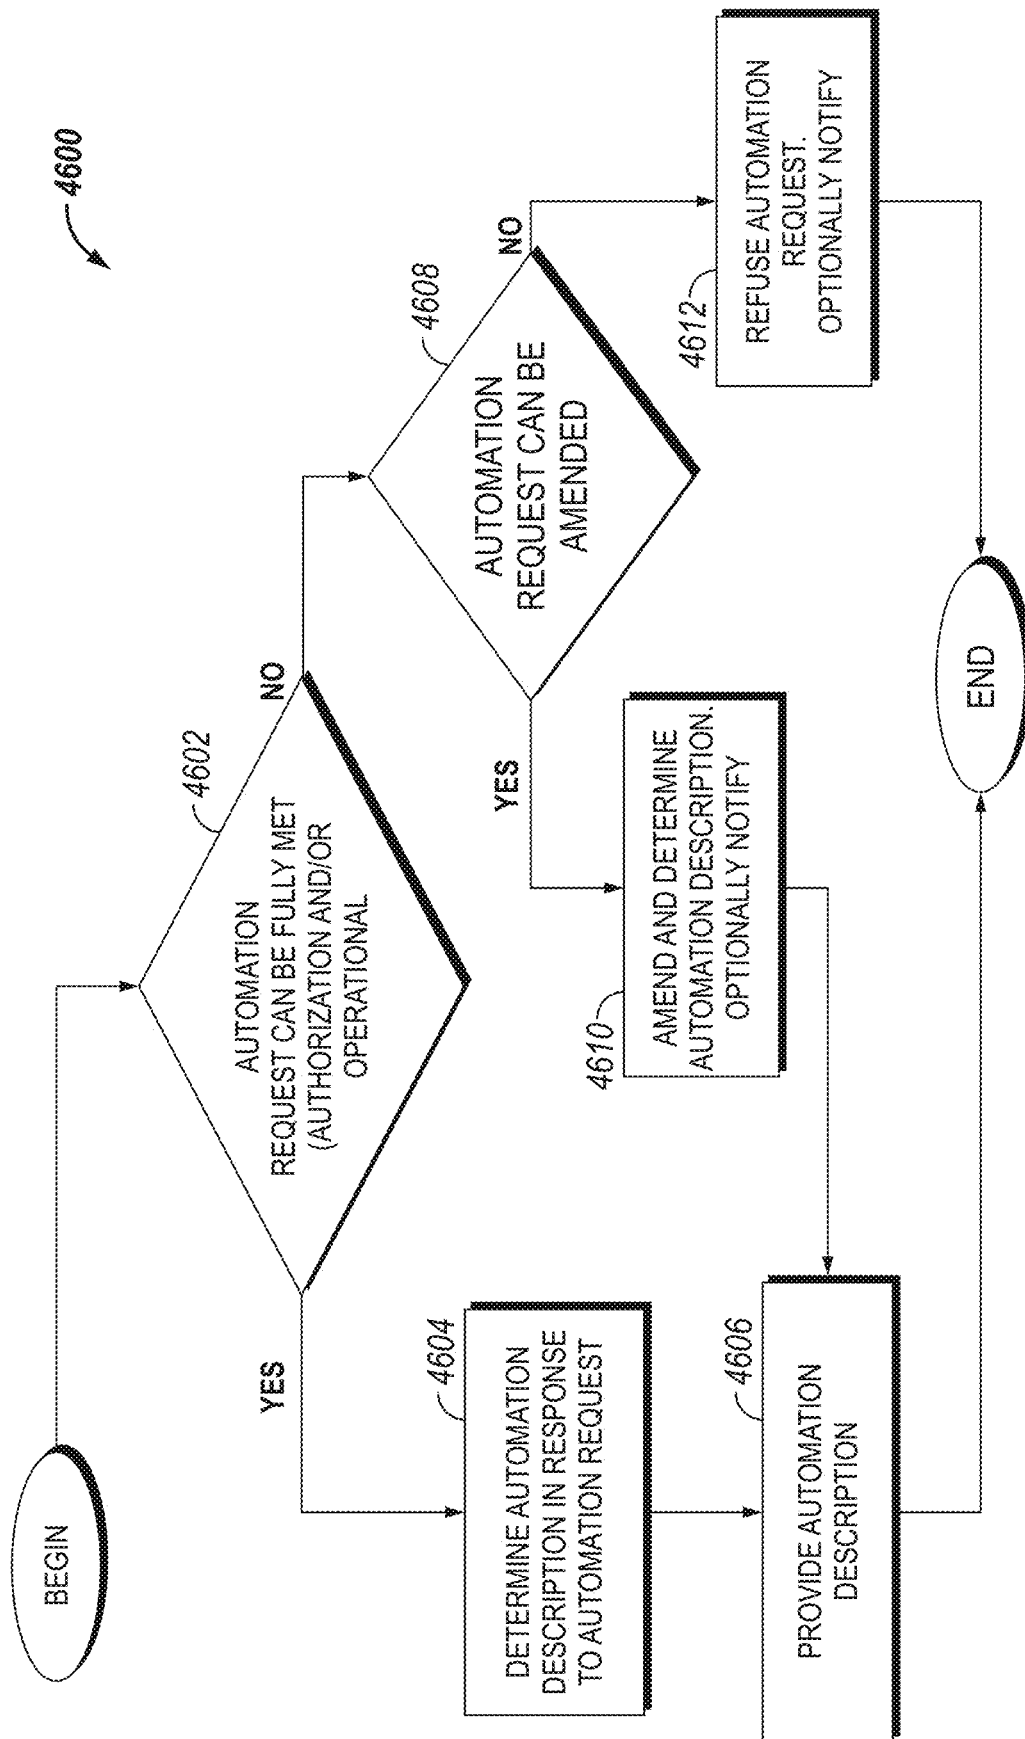 4600
BEGIN
4602
AUTOMATION
REQUEST CAN BE FULLY MET
(AUTHORIZATION AND/OR
OPERATIONAL
YES
NO
4604
DETERMINE AUTOMATION
DESCRIPTION IN RESPONSE
TO AUTOMATION REQUEST
4608
AUTOMATION
REQUEST CAN BE
AMENDED
YES
NO
4610
AMEND AND DETERMINE
AUTOMATION DESCRIPTION.
OPTIONALLY NOTIFY
4612
REFUSE AUTOMATION
REQUEST.
OPTIONALLY NOTIFY
4606
PROVIDE AUTOMATION
DESCRIPTION
END